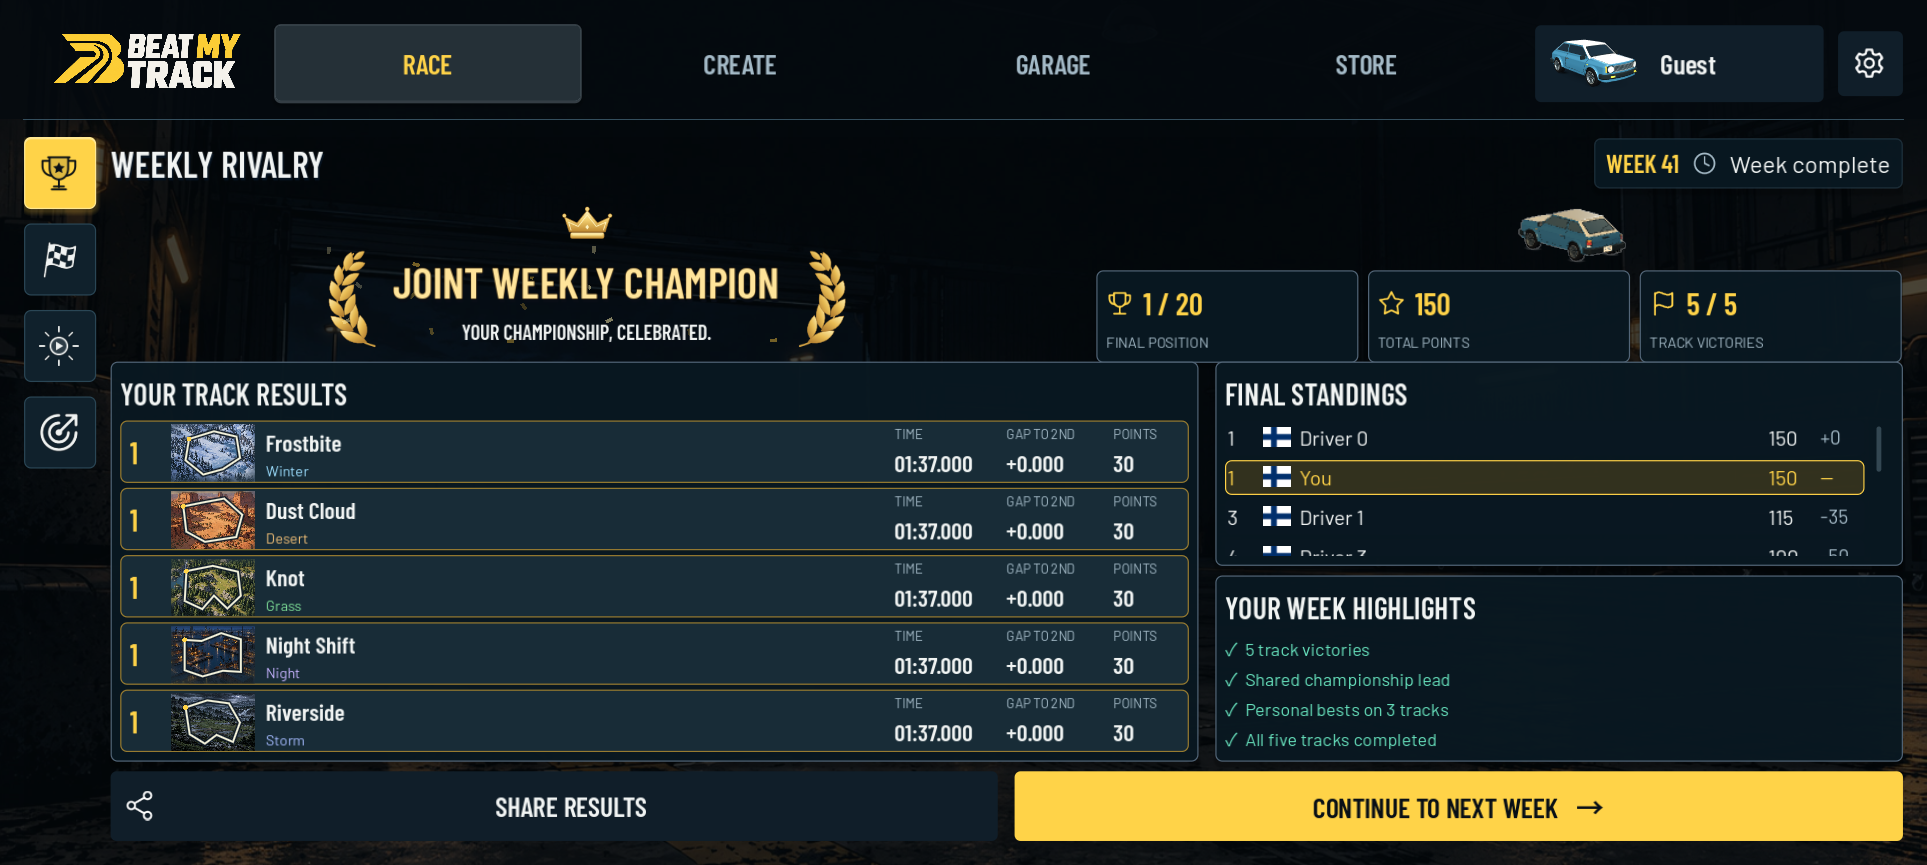 BEAT MY
TRACK
RACE
CREATE
GARAGE
STORE
Guest
WEEKLY RIVALRY
WEEK 41 Week complete
JOINT WEEKLY CHAMPION
YOUR CHAMPIONSHIP, CELEBRATED.
1 / 20
FINAL POSITION
150
TOTAL POINTS
5 / 5
TRACK VICTORIES
YOUR TRACK RESULTS
1 Frostbite
Winter
TIME GAP TO 2ND POINTS
01:37.000 +0.000 30
1 Dust Cloud
Desert
TIME GAP TO 2ND POINTS
01:37.000 +0.000 30
1 Knot
Grass
TIME GAP TO 2ND POINTS
01:37.000 +0.000 30
1 Night Shift
Night
TIME GAP TO 2ND POINTS
01:37.000 +0.000 30
1 Riverside
Storm
TIME GAP TO 2ND POINTS
01:37.000 +0.000 30
FINAL STANDINGS
1 Driver 0 150 +0
1 You 150 —
3 Driver 1 115 -35
YOUR WEEK HIGHLIGHTS
✓ 5 track victories
✓ Shared championship lead
✓ Personal bests on 3 tracks
✓ All five tracks completed
SHARE RESULTS
CONTINUE TO NEXT WEEK →